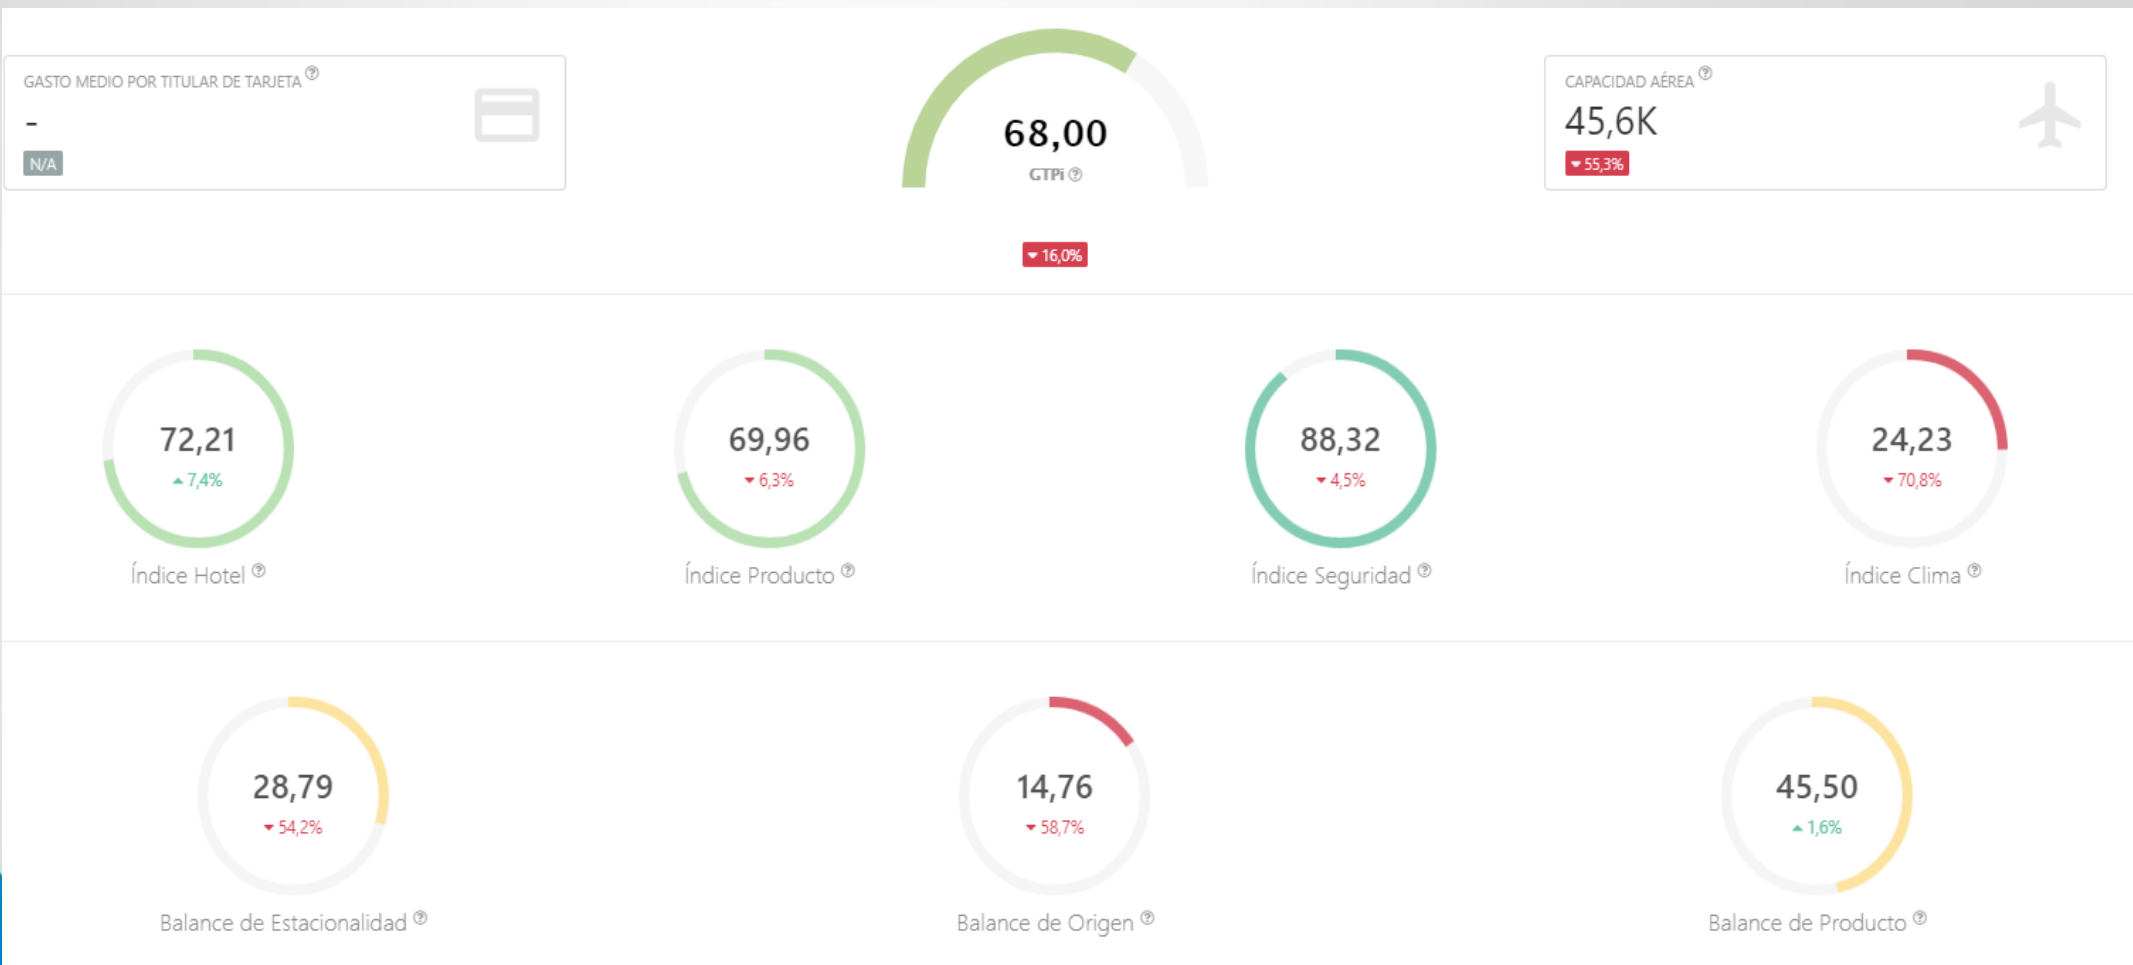 GASTO MEDIO POR TITULAR DE TARJETA ?
-
N/A
68,00
GTPi ?
▾ 16,0%
CAPACIDAD AÉREA ?
45,6K
▾ 55,3%
72,21
▴ 7,4%
Índice Hotel ?
69,96
▾ 6,3%
Índice Producto ?
88,32
▾ 4,5%
Índice Seguridad ?
24,23
▾ 70,8%
Índice Clima ?
28,79
▾ 54,2%
Balance de Estacionalidad ?
14,76
▾ 58,7%
Balance de Origen ?
45,50
▴ 1,6%
Balance de Producto ?